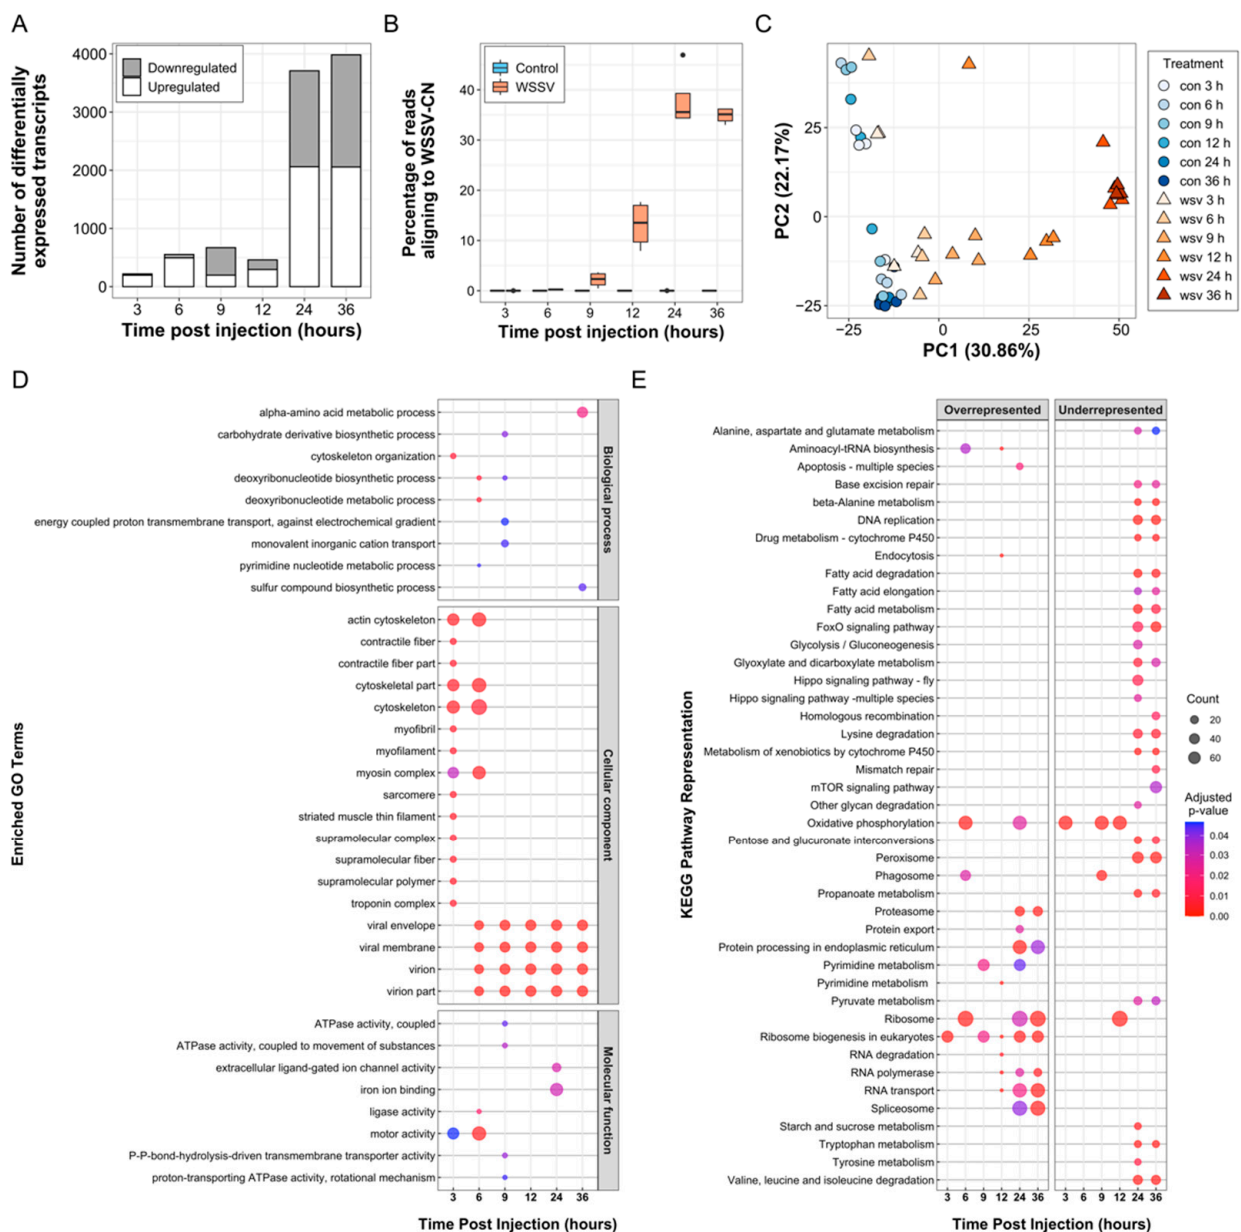 A
Number of differentially
expressed transcripts
4000
3000
2000
1000
0
Downregulated
Upregulated
3 6 9 12 24 36
Time post injection (hours)
B
Percentage of reads
aligning to WSSV-CN
40
30
20
10
0
Control
WSSV
3 6 9 12 24 36
Time post injection (hours)
C
PC2 (22.17%)
25
0
−25
−25 0 25 50
PC1 (30.86%)
Treatment
con 3 h
con 6 h
con 9 h
con 12 h
con 24 h
con 36 h
wsv 3 h
wsv 6 h
wsv 9 h
wsv 12 h
wsv 24 h
wsv 36 h
D
Enriched GO Terms
alpha-amino acid metabolic process
carbohydrate derivative biosynthetic process
cytoskeleton organization
deoxyribonucleotide biosynthetic process
deoxyribonucleotide metabolic process
energy coupled proton transmembrane transport, against electrochemical gradient
monovalent inorganic cation transport
pyrimidine nucleotide metabolic process
sulfur compound biosynthetic process
Biological process
actin cytoskeleton
contractile fiber
contractile fiber part
cytoskeletal part
cytoskeleton
myofibril
myofilament
myosin complex
sarcomere
striated muscle thin filament
supramolecular complex
supramolecular fiber
supramolecular polymer
troponin complex
viral envelope
viral membrane
virion
virion part
Cellular component
ATPase activity, coupled
ATPase activity, coupled to movement of substances
extracellular ligand-gated ion channel activity
iron ion binding
ligase activity
motor activity
P-P-bond-hydrolysis-driven transmembrane transporter activity
proton-transporting ATPase activity, rotational mechanism
Molecular function
3 6 9 12 24 36
Time Post Injection (hours)
E
KEGG Pathway Representation
Overrepresented
Underrepresented
Alanine, aspartate and glutamate metabolism
Aminoacyl-tRNA biosynthesis
Apoptosis - multiple species
Base excision repair
beta-Alanine metabolism
DNA replication
Drug metabolism - cytochrome P450
Endocytosis
Fatty acid degradation
Fatty acid elongation
Fatty acid metabolism
FoxO signaling pathway
Glycolysis / Gluconeogenesis
Glyoxylate and dicarboxylate metabolism
Hippo signaling pathway - fly
Hippo signaling pathway -multiple species
Homologous recombination
Lysine degradation
Metabolism of xenobiotics by cytochrome P450
Mismatch repair
mTOR signaling pathway
Other glycan degradation
Oxidative phosphorylation
Pentose and glucuronate interconversions
Peroxisome
Phagosome
Propanoate metabolism
Proteasome
Protein export
Protein processing in endoplasmic reticulum
Pyrimidine metabolism
Pyrimidine metabolism
Pyruvate metabolism
Ribosome
Ribosome biogenesis in eukaryotes
RNA degradation
RNA polymerase
RNA transport
Spliceosome
Starch and sucrose metabolism
Tryptophan metabolism
Tyrosine metabolism
Valine, leucine and isoleucine degradation
3 6 9 12 24 36 3 6 9 12 24 36
Time Post Injection (hours)
Count
20
40
60
Adjusted
p-value
0.04
0.03
0.02
0.01
0.00